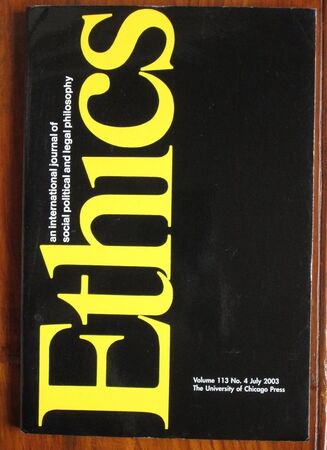 Ethics
an international journal of
social political and legal philosophy
Volume 113 No. 4 July 2003
The University of Chicago Press